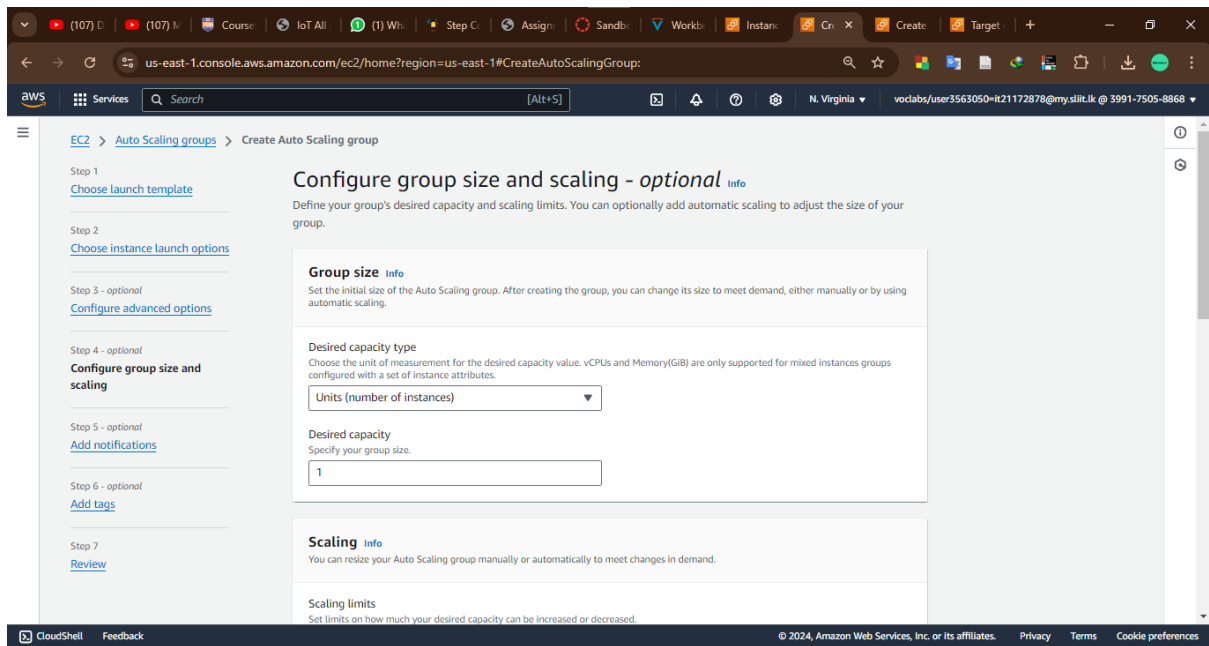 (107) D
(107) M
Course
IoT All
(1) Wh
Step Co
Assign
Sandbo
Workb
Instanc
Cr
Create
Target
us-east-1.console.aws.amazon.com/ec2/home?region=us-east-1#CreateAutoScalingGroup:
aws
Services
Search
[Alt+S]
N. Virginia
voclabs/user3563050=it21172878@my.sliit.lk @ 3991-7505-8868
EC2 > Auto Scaling groups > Create Auto Scaling group
Step 1
Choose launch template
Step 2
Choose instance launch options
Step 3 - optional
Configure advanced options
Step 4 - optional
Configure group size and
scaling
Step 5 - optional
Add notifications
Step 6 - optional
Add tags
Step 7
Review
Configure group size and scaling - optional Info
Define your group's desired capacity and scaling limits. You can optionally add automatic scaling to adjust the size of your
group.
Group size Info
Set the initial size of the Auto Scaling group. After creating the group, you can change its size to meet demand, either manually or by using
automatic scaling.
Desired capacity type
Choose the unit of measurement for the desired capacity value. vCPUs and Memory(GiB) are only supported for mixed instances groups
configured with a set of instance attributes.
Units (number of instances)
Desired capacity
Specify your group size.
1
Scaling Info
You can resize your Auto Scaling group manually or automatically to meet changes in demand.
Scaling limits
Set limits on how much your desired capacity can be increased or decreased.
CloudShell
Feedback
© 2024, Amazon Web Services, Inc. or its affiliates.
Privacy
Terms
Cookie preferences